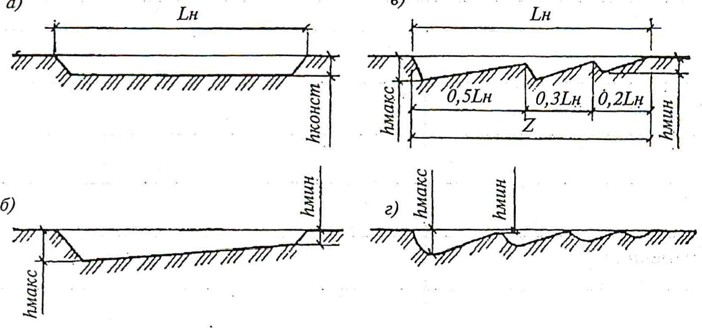 а)
Lн
hконст
в)
Lн
hмакс
0,5Lн
0,3Lн
0,2Lн
hмин
Z
б)
hмин
hмакс
г)
hмакс
hмин